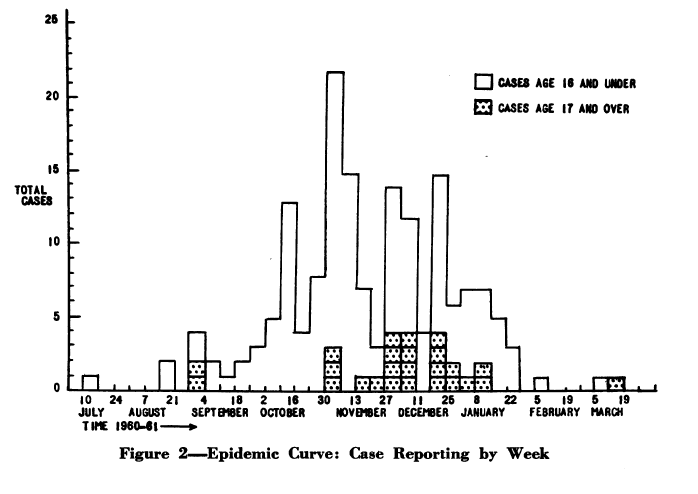 25
20
15
10
5
0
TOTAL
CASES
CASES AGE 16 AND UNDER
CASES AGE 17 AND OVER
10 24 7 21 4 18 2 16 30 13 27 11 25 8 22 5 19 5 19
JULY AUGUST SEPTEMBER OCTOBER NOVEMBER DECEMBER JANUARY FEBRUARY MARCH
TIME 1960-61
Figure 2—Epidemic Curve: Case Reporting by Week